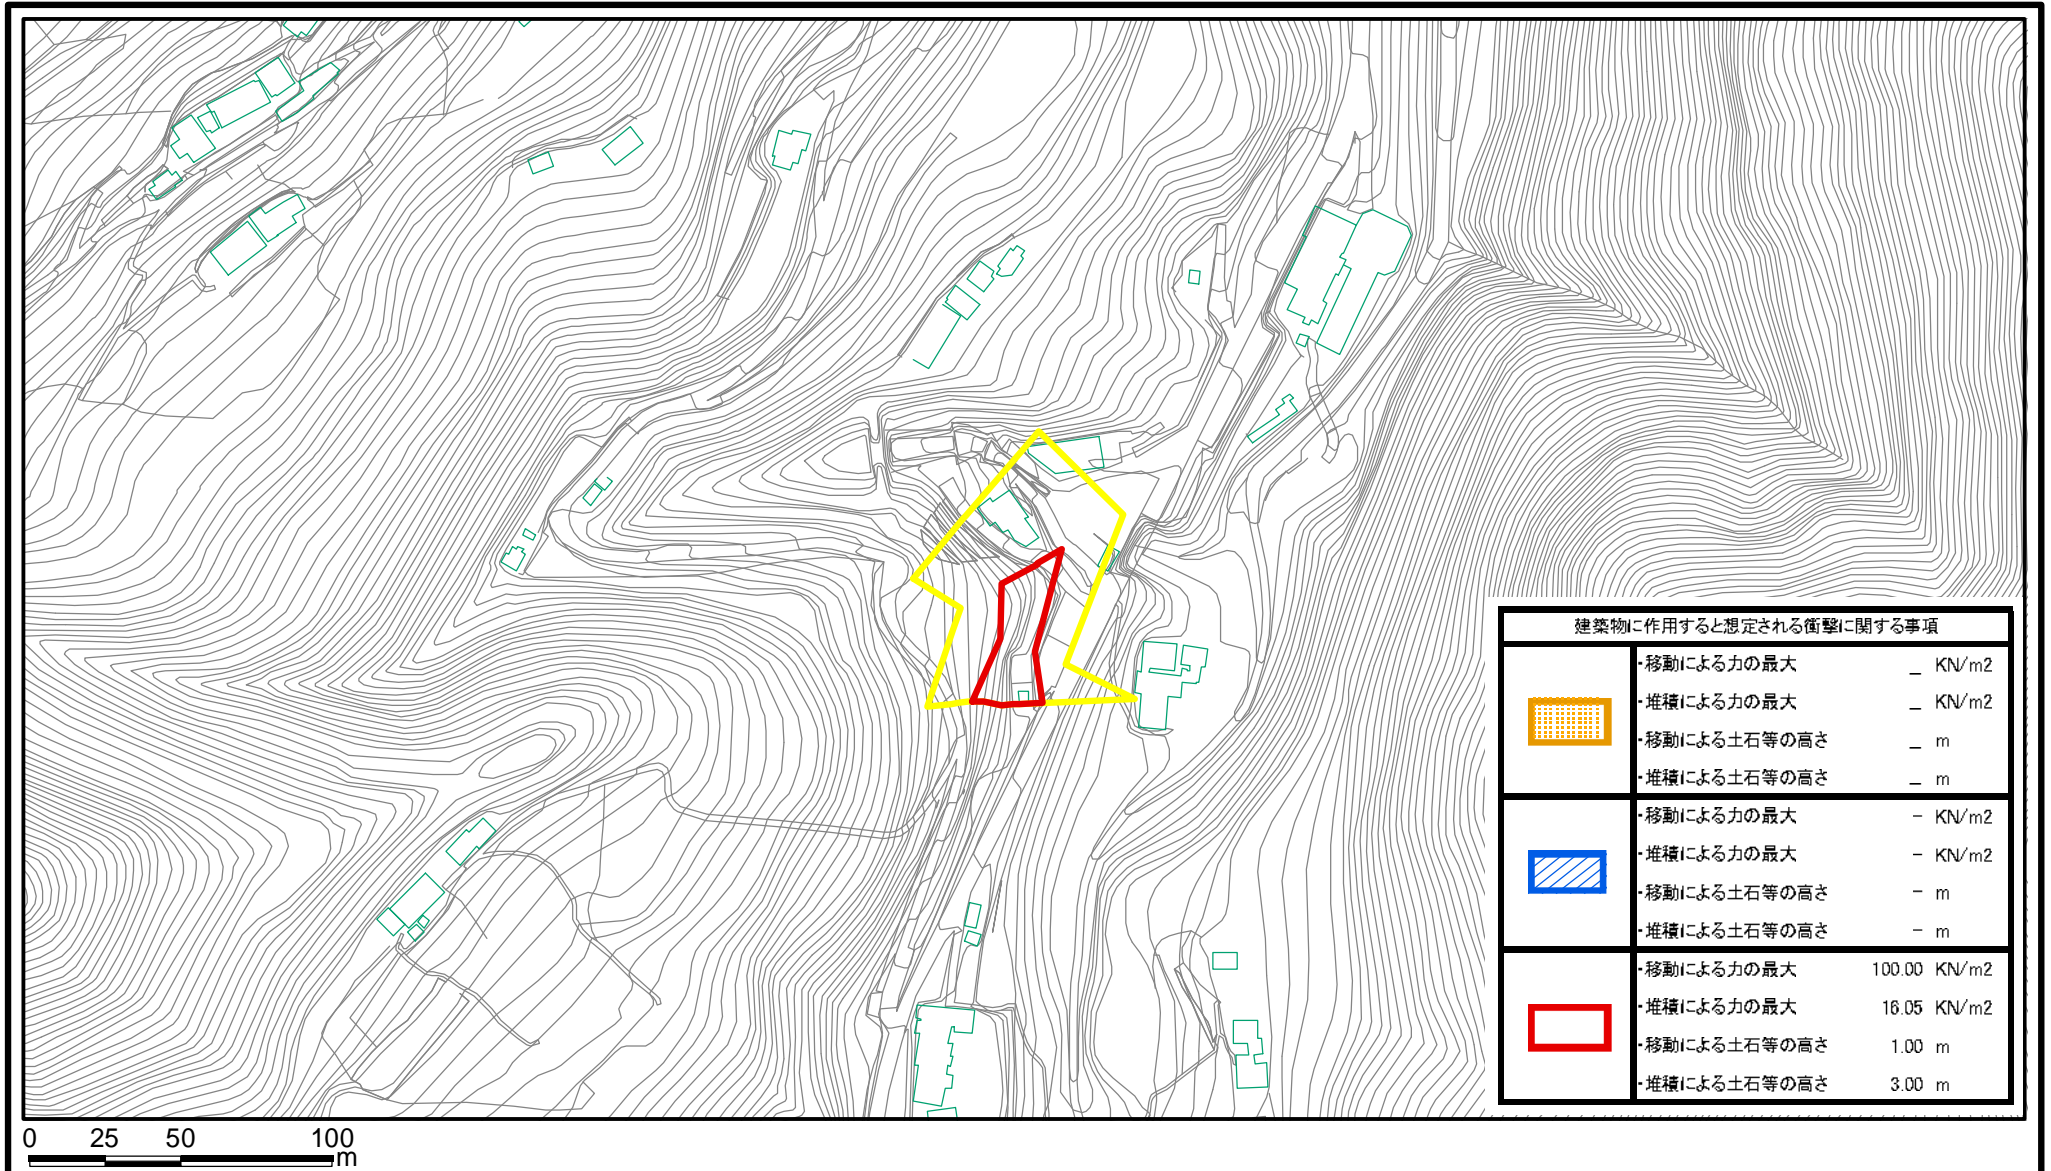 建築物に作用すると想定される衝撃に関する事項
・移動による力の最大 _ KN/m2
・堆積による力の最大 _ KN/m2
・移動による土石等の高さ _ m
・堆積による土石等の高さ _ m
・移動による力の最大 - KN/m2
・堆積による力の最大 - KN/m2
・移動による土石等の高さ - m
・堆積による土石等の高さ - m
・移動による力の最大 100.00 KN/m2
・堆積による力の最大 16.05 KN/m2
・移動による土石等の高さ 1.00 m
・堆積による土石等の高さ 3.00 m
0 25 50 100
m